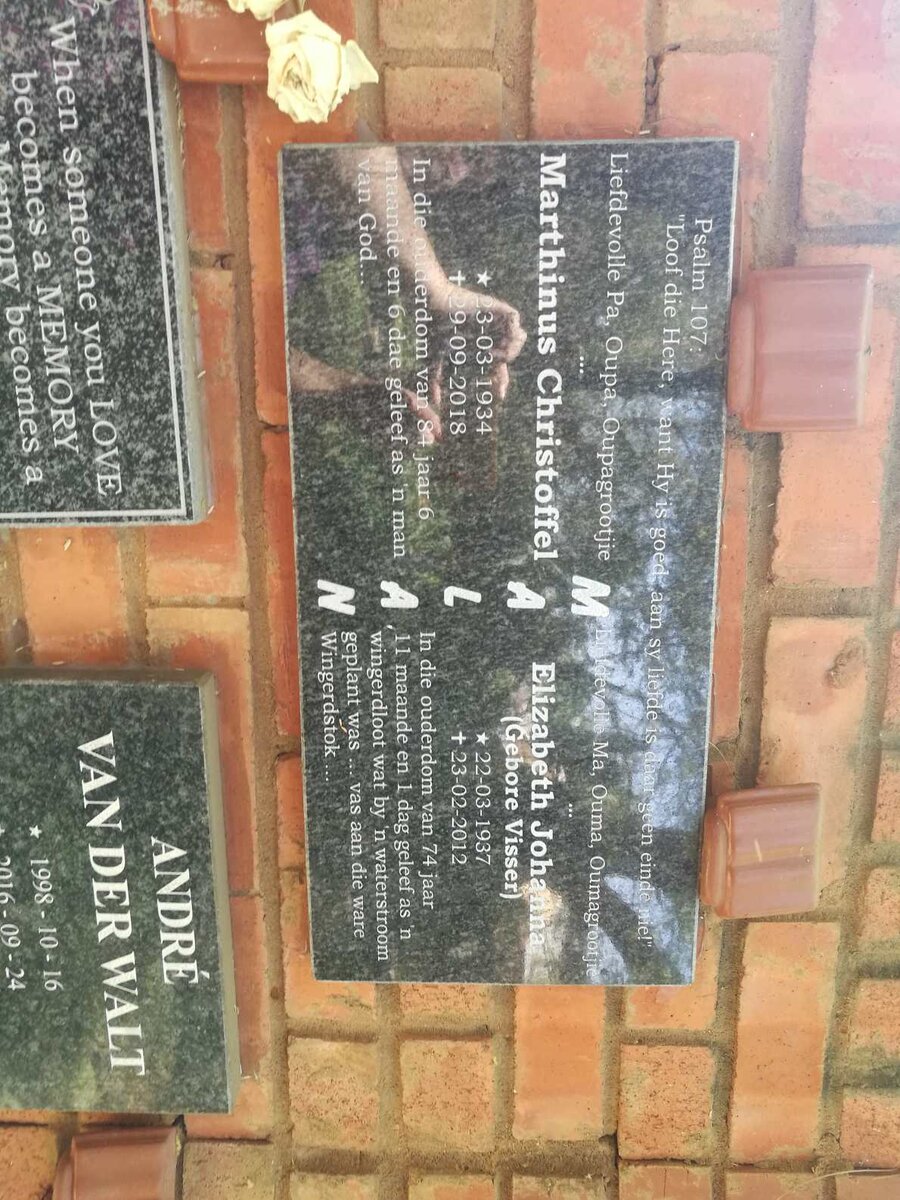 Psalm 107:
"Loof die Here, want Hy is goed, aan sy liefde is daar geen einde nie!"
Liefdevolle Pa, Oupa, Oupagrootjie
...
Marthinus Christoffel
★ 23-03-1934
✝ 29-09-2018
In die ouderdom van 84 jaar 6
maande en 6 dae geleef as 'n man
van God...
M
A
L
A
N
Liefdevolle Ma, Ouma, Oumagrootjie
...
Elizabeth Johanna
(Gebore Visser)
★ 22-03-1937
✝ 23-02-2012
In die ouderdom van 74 jaar
, 11 maande en 1 dag geleef as 'n
wingerdloot wat by 'n waterstroom
geplant was ... vas aan die ware
Wingerdstok....
When someone you LOVE
becomes a MEMORY
Memory becomes a
ANDRÉ
VAN DER WALT
★ 1998 - 10 - 16
2016 - 09 - 24